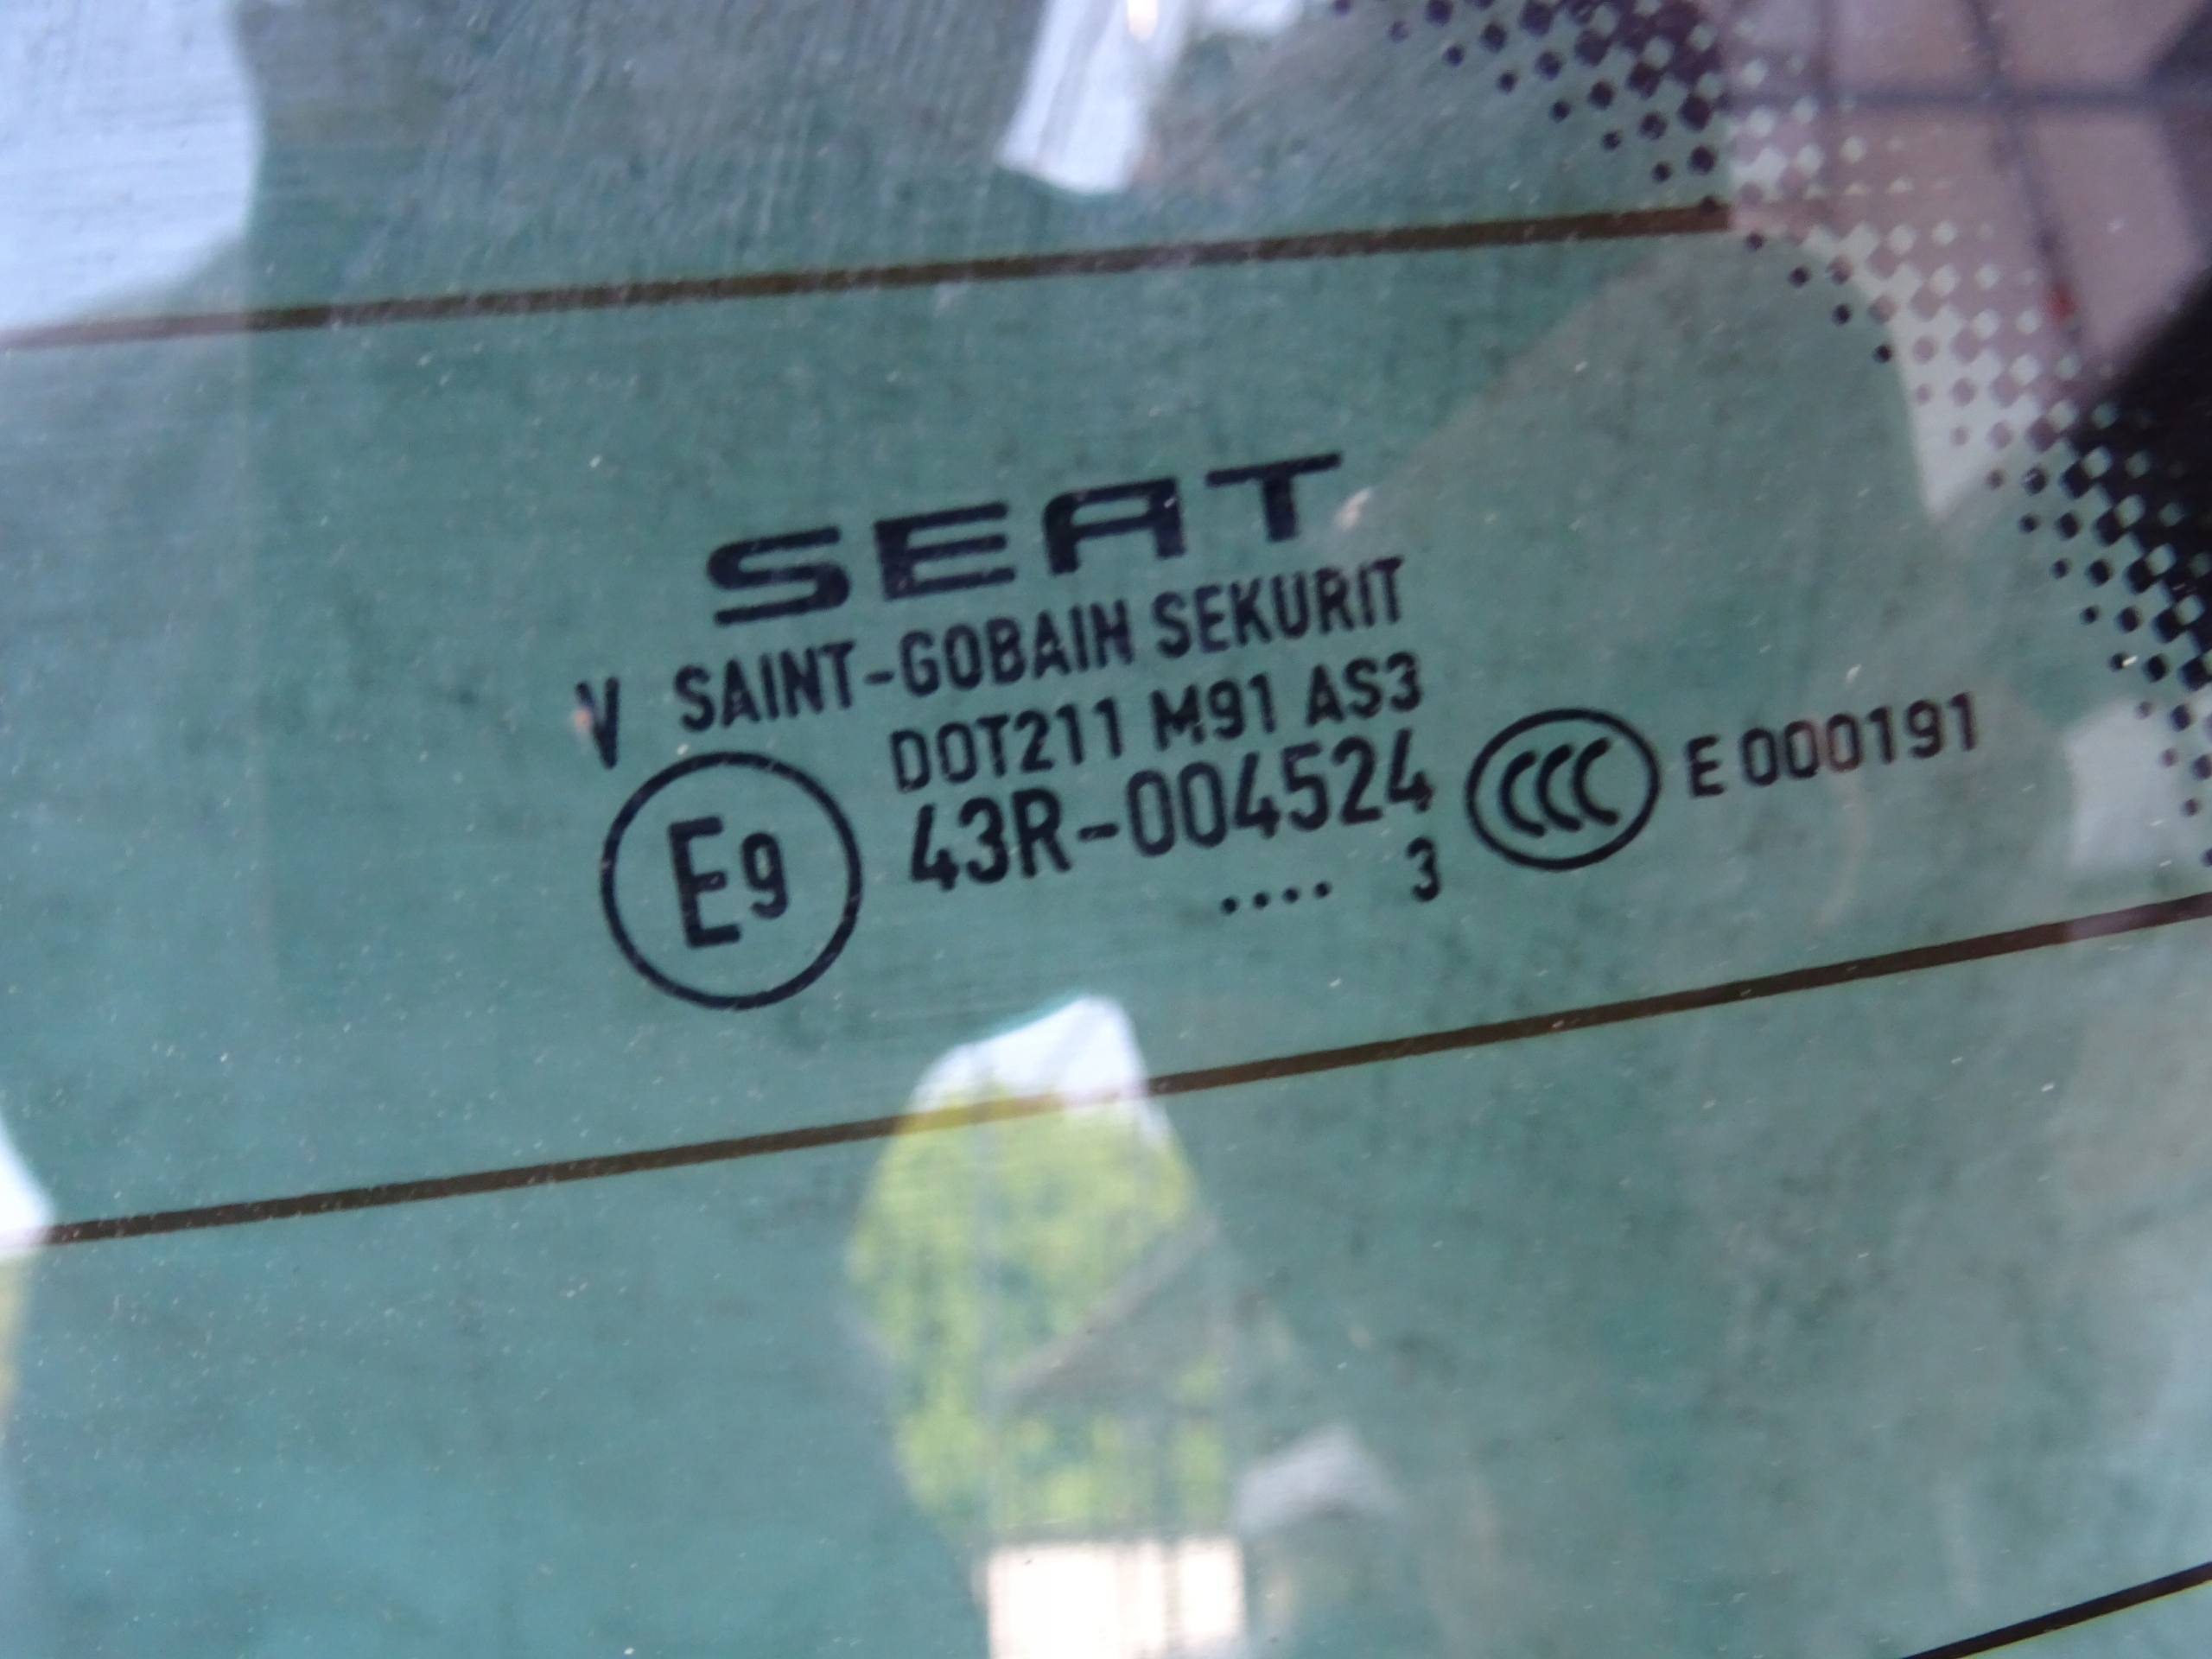 SEAT
V SAINT-GOBAIN SEKURIT
DOT211 M91 AS3
E9 43R-004524 CCC E 000191
.... 3